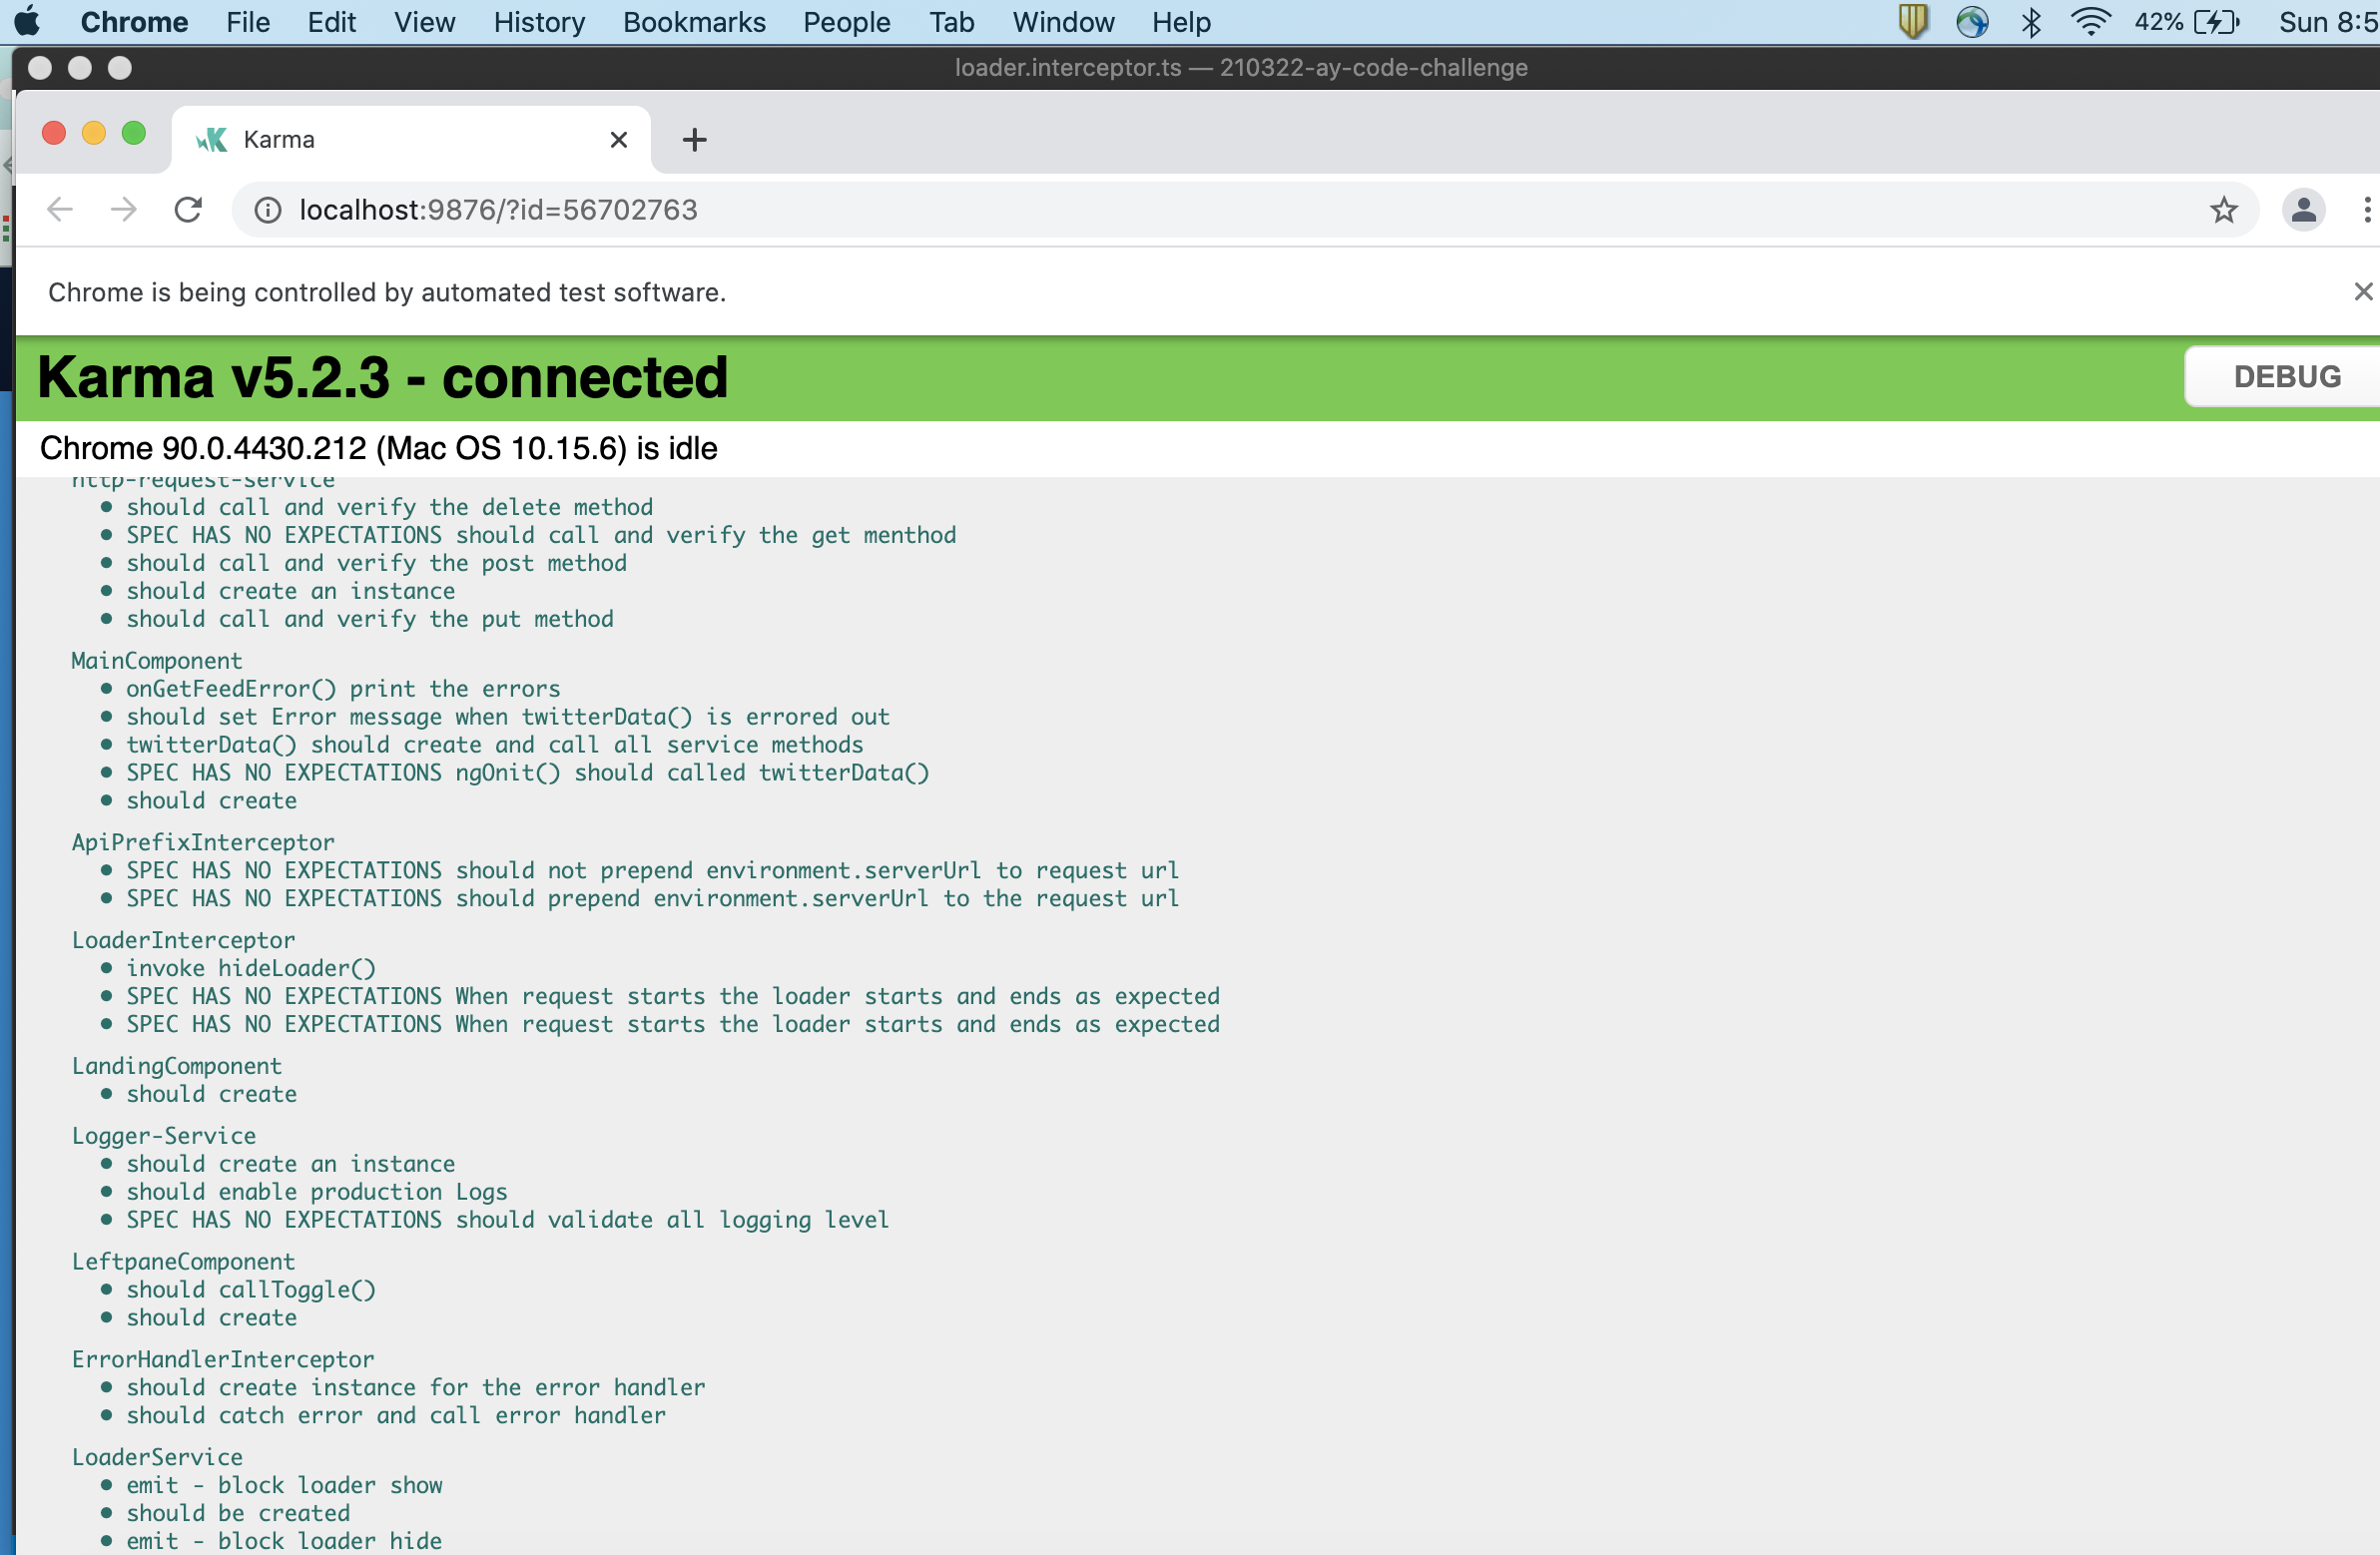 Chrome File Edit View History Bookmarks People Tab Window Help 42% Sun 8:5
loader.interceptor.ts — 210322-ay-code-challenge
Karma
localhost:9876/?id=56702763
Chrome is being controlled by automated test software.
Karma v5.2.3 - connected
DEBUG
Chrome 90.0.4430.212 (Mac OS 10.15.6) is idle
http-request-service
• should call and verify the delete method
• SPEC HAS NO EXPECTATIONS should call and verify the get menthod
• should call and verify the post method
• should create an instance
• should call and verify the put method
MainComponent
• onGetFeedError() print the errors
• should set Error message when twitterData() is errored out
• twitterData() should create and call all service methods
• SPEC HAS NO EXPECTATIONS ngOnit() should called twitterData()
• should create
ApiPrefixInterceptor
• SPEC HAS NO EXPECTATIONS should not prepend environment.serverUrl to request url
• SPEC HAS NO EXPECTATIONS should prepend environment.serverUrl to the request url
LoaderInterceptor
• invoke hideLoader()
• SPEC HAS NO EXPECTATIONS When request starts the loader starts and ends as expected
• SPEC HAS NO EXPECTATIONS When request starts the loader starts and ends as expected
LandingComponent
• should create
Logger-Service
• should create an instance
• should enable production Logs
• SPEC HAS NO EXPECTATIONS should validate all logging level
LeftpaneComponent
• should callToggle()
• should create
ErrorHandlerInterceptor
• should create instance for the error handler
• should catch error and call error handler
LoaderService
• emit - block loader show
• should be created
• emit - block loader hide